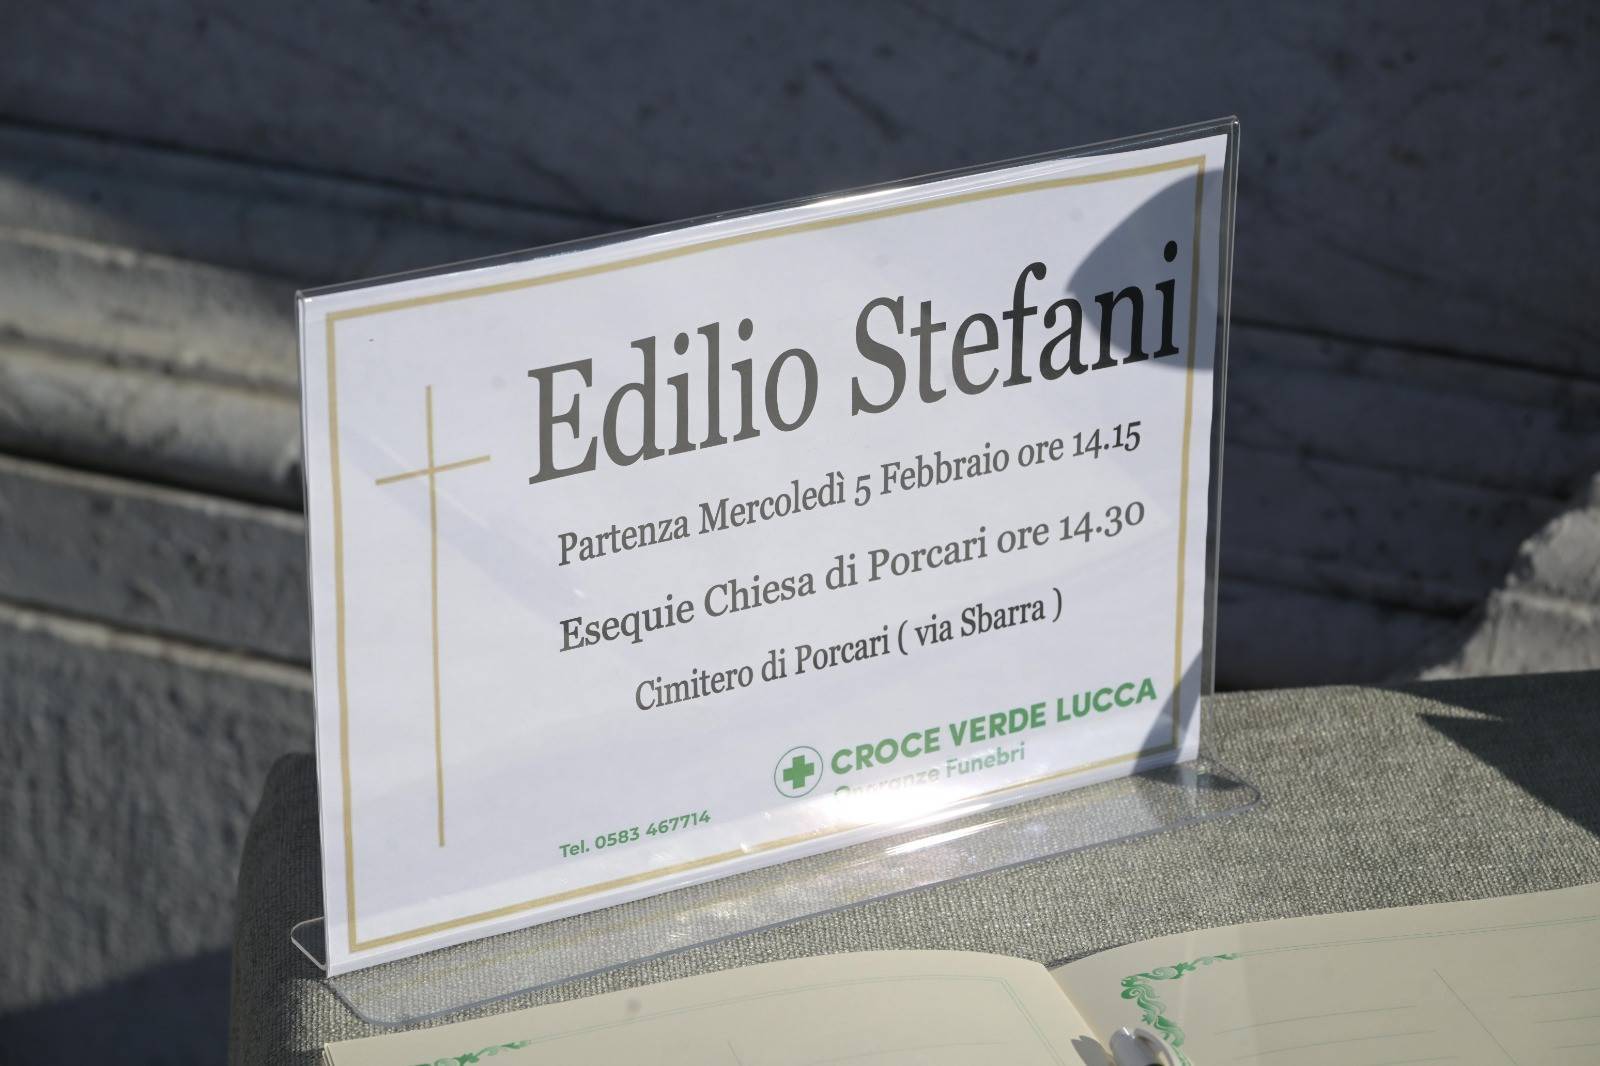 Edilio Stefani
Partenza Mercoledì 5 Febbraio ore 14.15
Esequie Chiesa di Porcari ore 14.30
Cimitero di Porcari ( via Sbarra )
CROCE VERDE LUCCA
Onoranze Funebri
Tel. 0583 467714